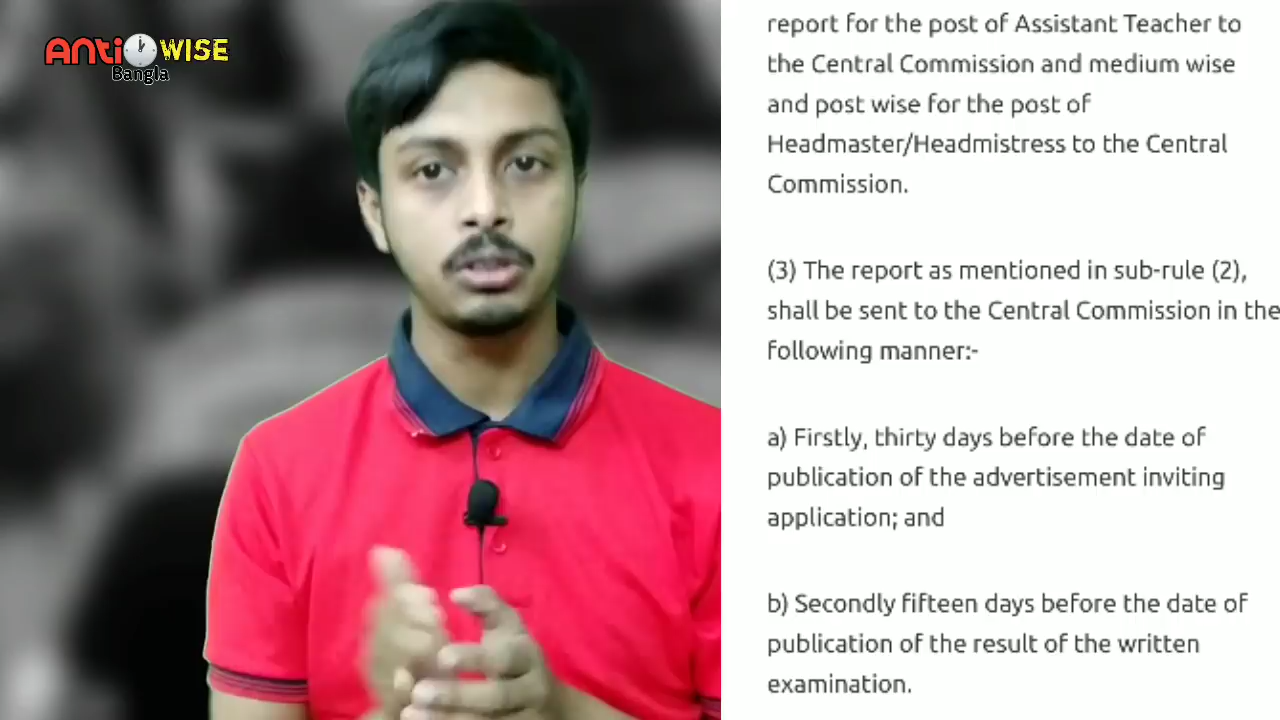 Anti WISE
Bangla
report for the post of Assistant Teacher to
the Central Commission and medium wise
and post wise for the post of
Headmaster/Headmistress to the Central
Commission.
(3) The report as mentioned in sub-rule (2),
shall be sent to the Central Commission in the
following manner:-
a) Firstly, thirty days before the date of
publication of the advertisement inviting
application; and
b) Secondly fifteen days before the date of
publication of the result of the written
examination.